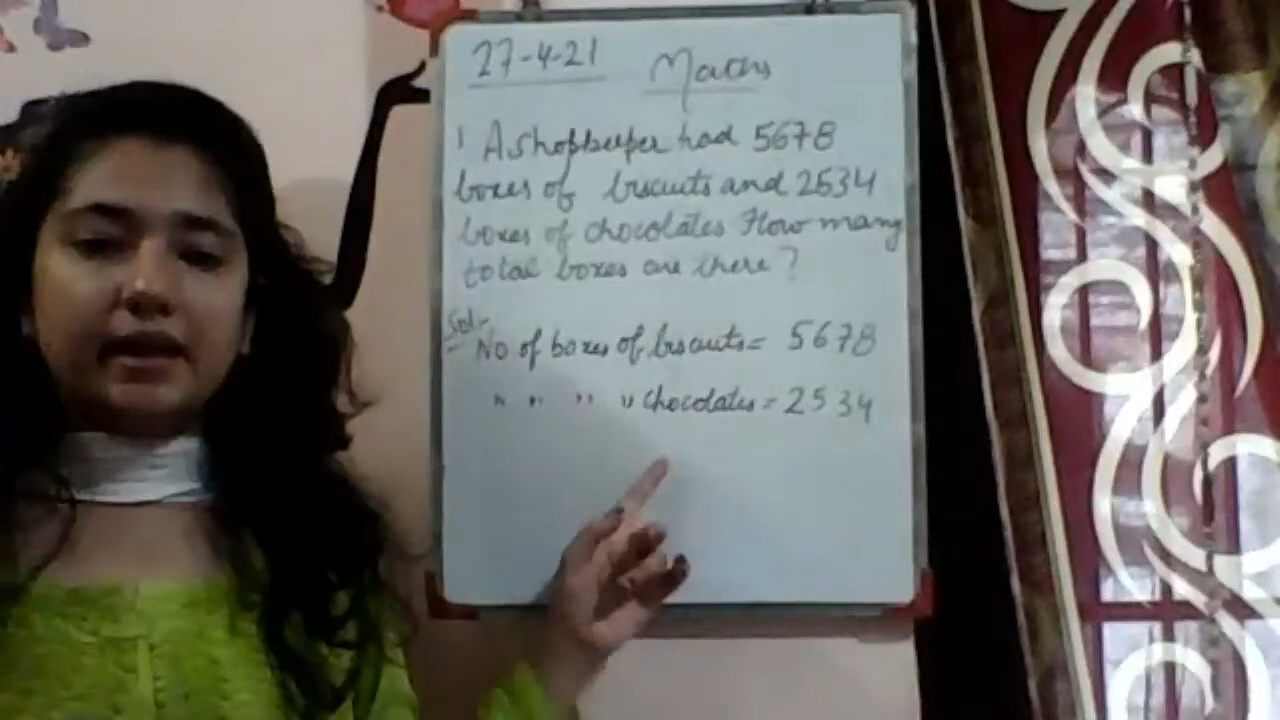 27-4-21 Maths
1 A shopkeeper had 5678
boxes of biscuits and 2534
boxes of chocolates How many
total boxes are there?
Sol-
No of boxes of biscuits = 5678
" " " " chocolates = 2534